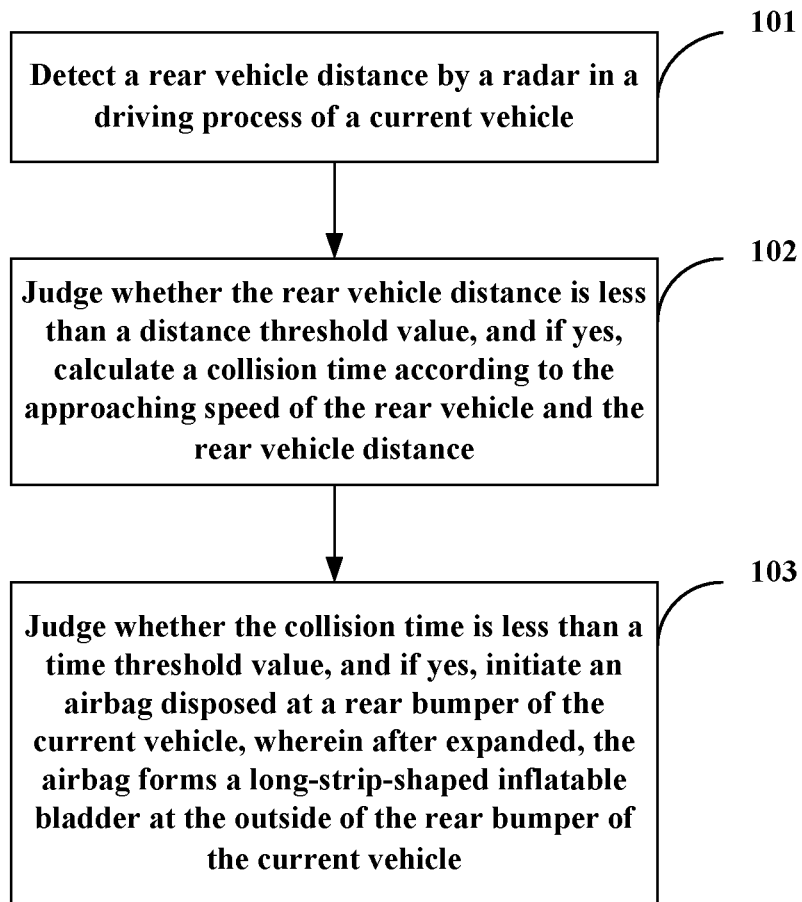 101
Detect a rear vehicle distance by a radar in a
driving process of a current vehicle
102
Judge whether the rear vehicle distance is less
than a distance threshold value, and if yes,
calculate a collision time according to the
approaching speed of the rear vehicle and the
rear vehicle distance
103
Judge whether the collision time is less than a
time threshold value, and if yes, initiate an
airbag disposed at a rear bumper of the
current vehicle, wherein after expanded, the
airbag forms a long-strip-shaped inflatable
bladder at the outside of the rear bumper of
the current vehicle